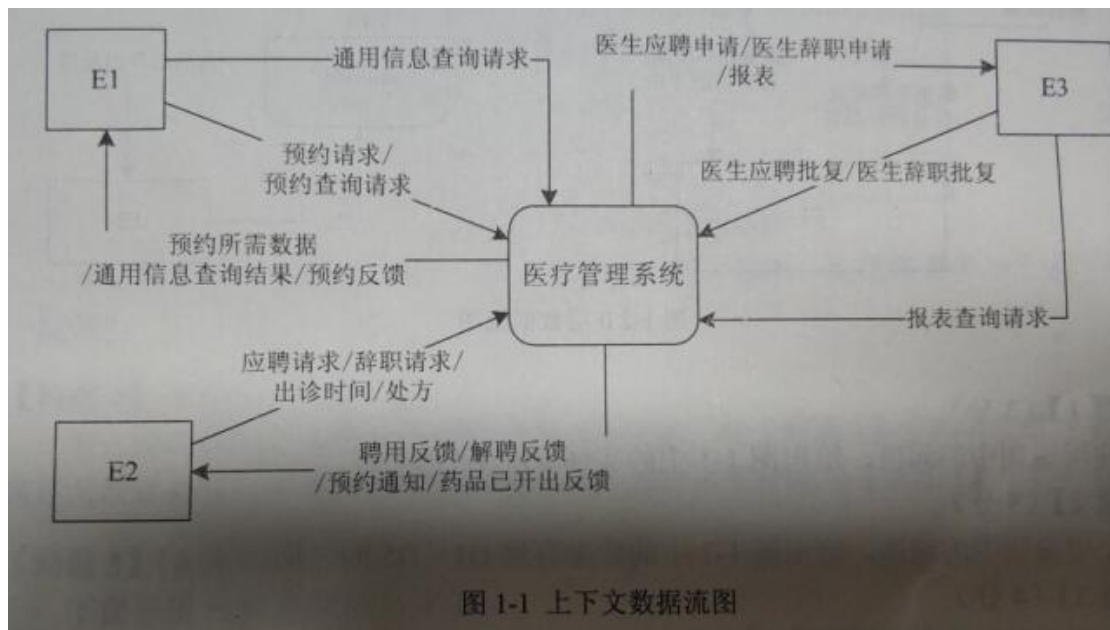 E1
通用信息查询请求
医生应聘申请/医生辞职申请
/报表
E3
预约请求/
预约查询请求
医生应聘批复/医生辞职批复
预约所需数据
/通用信息查询结果/预约反馈
医疗管理系统
报表查询请求
应聘请求/辞职请求/
出诊时间/处方
E2
聘用反馈/解聘反馈
/预约通知/药品已开出反馈
图 1-1 上下文数据流图